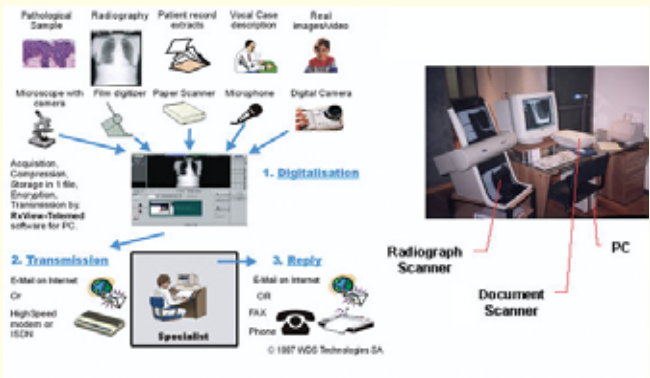 Pathological Sample
Radiography
Patient record extracts
Vocal Case description
Real images/video
Microscope with camera
Film digitizer
Paper Scanner
Microphone
Digital Camera
Acquisition,
Compression,
Storage in 1 file,
Encryption,
Transmission by
RxView-Telemed
software for PC.
1. Digitalisation
2. Transmission
E-Mail on Internet
Or
HighSpeed
modem or
ISDN
Specialist
3. Reply
E-Mail on Internet
OR
FAX
Phone
© 1997 WDS Technologies SA
Radiograph
Scanner
Document
Scanner
PC